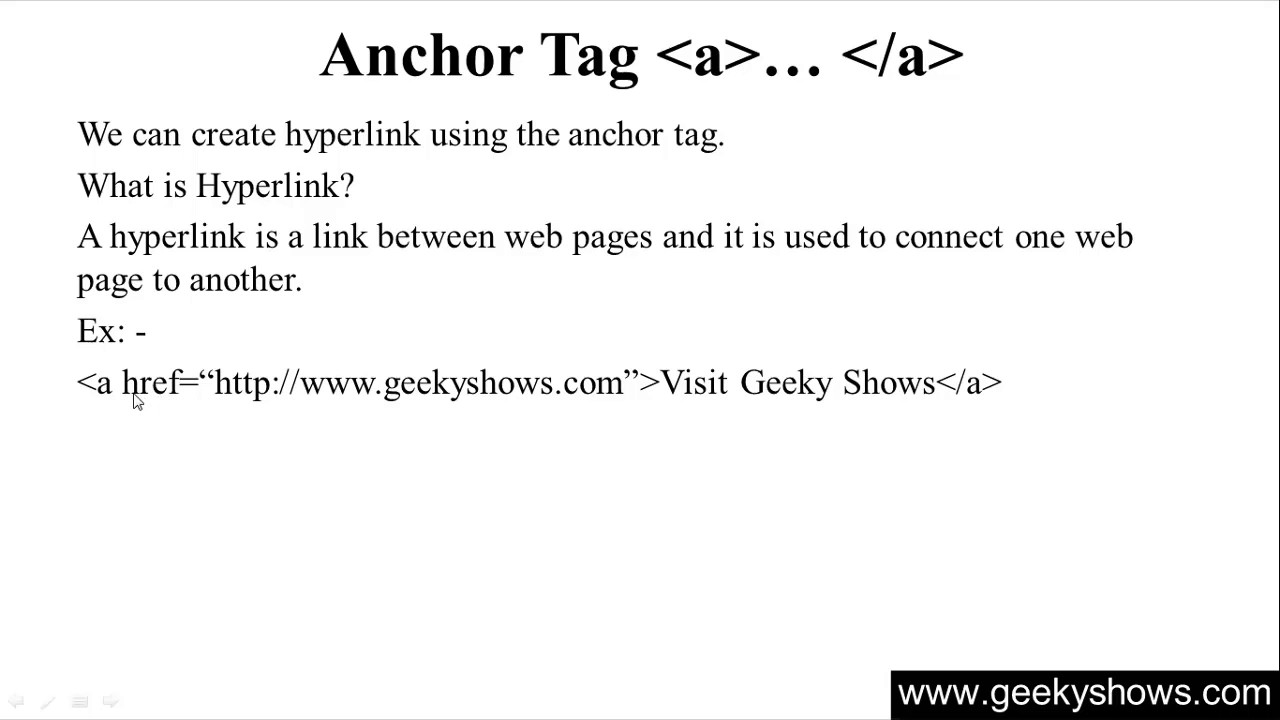 Anchor Tag <a>… </a>
We can create hyperlink using the anchor tag.
What is Hyperlink?
A hyperlink is a link between web pages and it is used to connect one web
page to another.
Ex: -
<a href=“http://www.geekyshows.com”>Visit Geeky Shows</a>
www.geekyshows.com